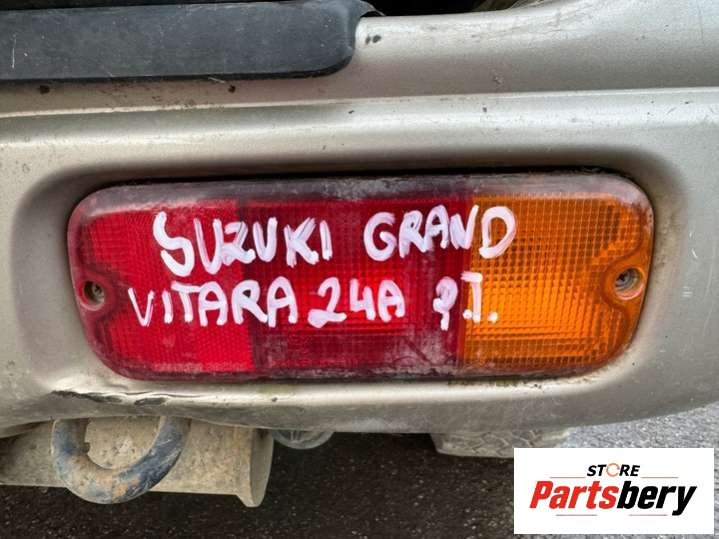 SUZUKI GRAND
VITARA 24A P.I.
STORE
Partsbery